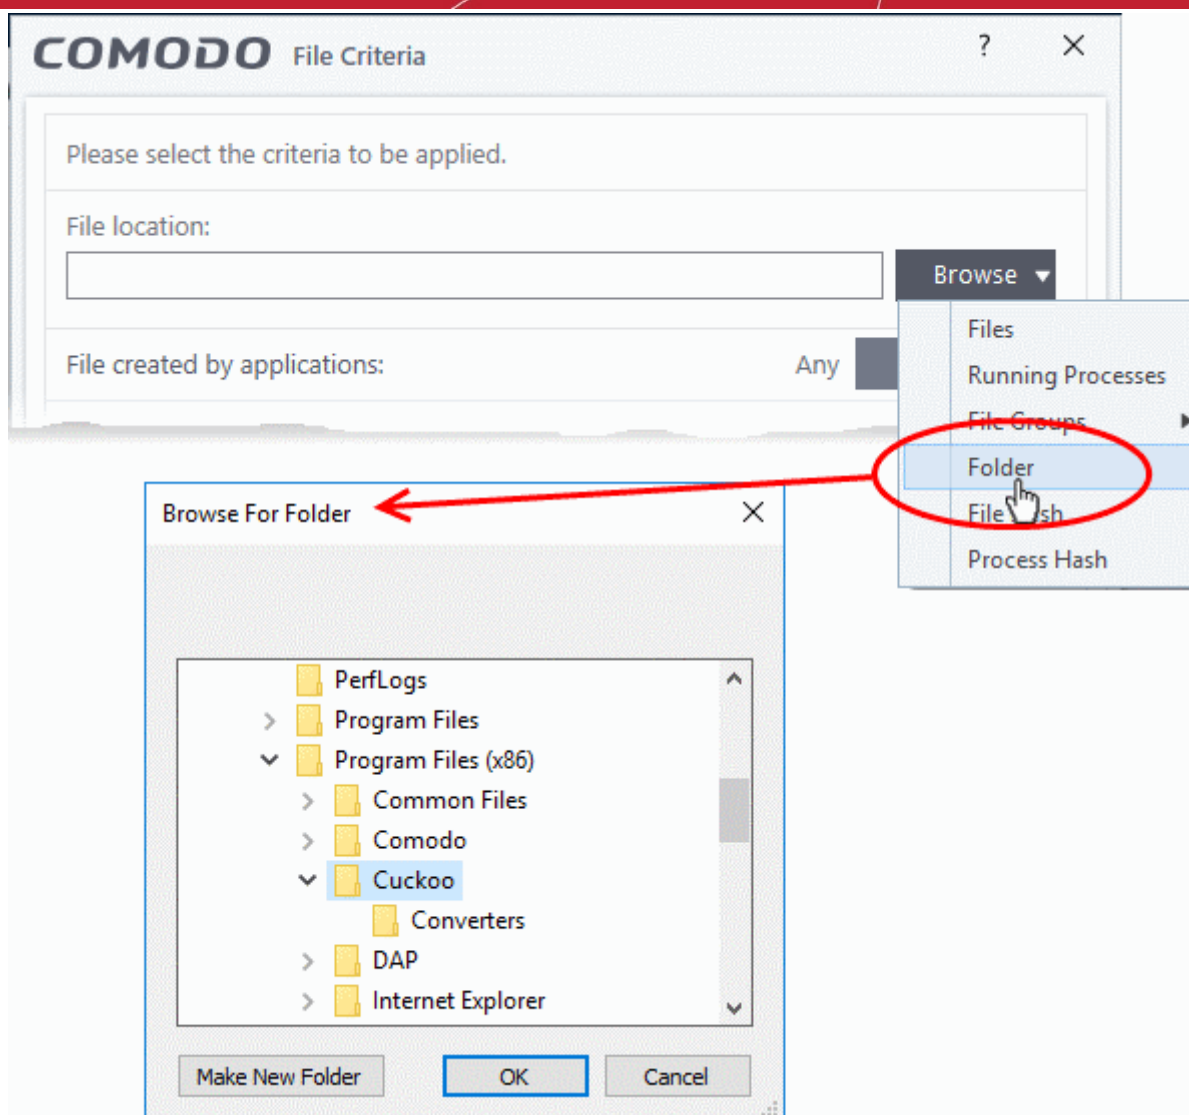 COMODO File Criteria ?
Please select the criteria to be applied.
File location:
Browse
Files
File created by applications: Any
Running Processes
File Groups
Folder
File
Process Hash
Browse For Folder
PerfLogs
Program Files
Program Files (x86)
Common Files
Comodo
Cuckoo
Converters
DAP
Internet Explorer
Make New Folder OK Cancel